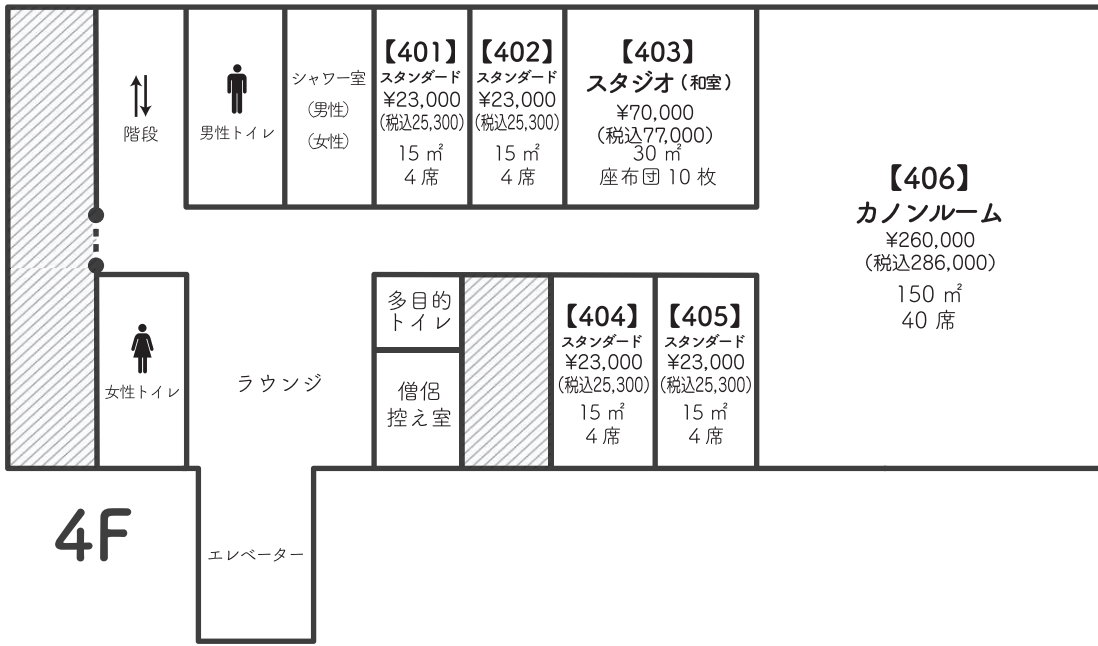 階段
男性トイレ
シャワー室
(男性)
(女性)
【401】
スタンダード
¥23,000
(税込25,300)
15 ㎡
4 席
【402】
スタンダード
¥23,000
(税込25,300)
15 ㎡
4 席
【403】
スタジオ (和室)
¥70,000
(税込77,000)
30 ㎡
座布団 10 枚
【406】
カノンルーム
¥260,000
(税込286,000)
150 ㎡
40 席
女性トイレ
ラウンジ
多目的
トイレ
僧侶
控え室
【404】
スタンダード
¥23,000
(税込25,300)
15 ㎡
4 席
【405】
スタンダード
¥23,000
(税込25,300)
15 ㎡
4 席
4F
エレベーター